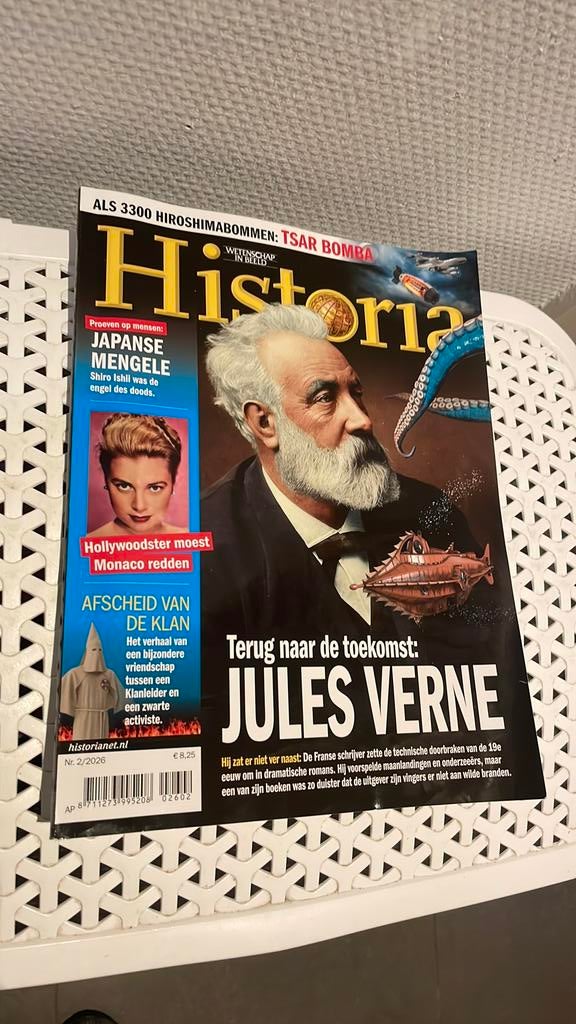 ALS 3300 HIROSHIMABOMMEN: TSAR BOMBA
WETENSCHAP
IN BEELD
Historia
Proeven op mensen:
JAPANSE
MENGELE
Shiro Ishii was de
engel des doods.
Hollywoodster moest
Monaco redden
AFSCHEID VAN
DE KLAN
Het verhaal van
een bijzondere
vriendschap
tussen een
Klanleider en
een zwarte
activiste.
historianet.nl
Nr. 2/2026
€ 8,25
AP 8 711273 995208 02602
Terug naar de toekomst:
JULES VERNE
Hij zat er niet ver naast: De Franse schrijver zette de technische doorbraken van de 19e
eeuw om in dramatische romans. Hij voorspelde maanlandingen en onderzeeërs, maar
een van zijn boeken was zo duister dat de uitgever zijn vingers er niet aan wilde branden.